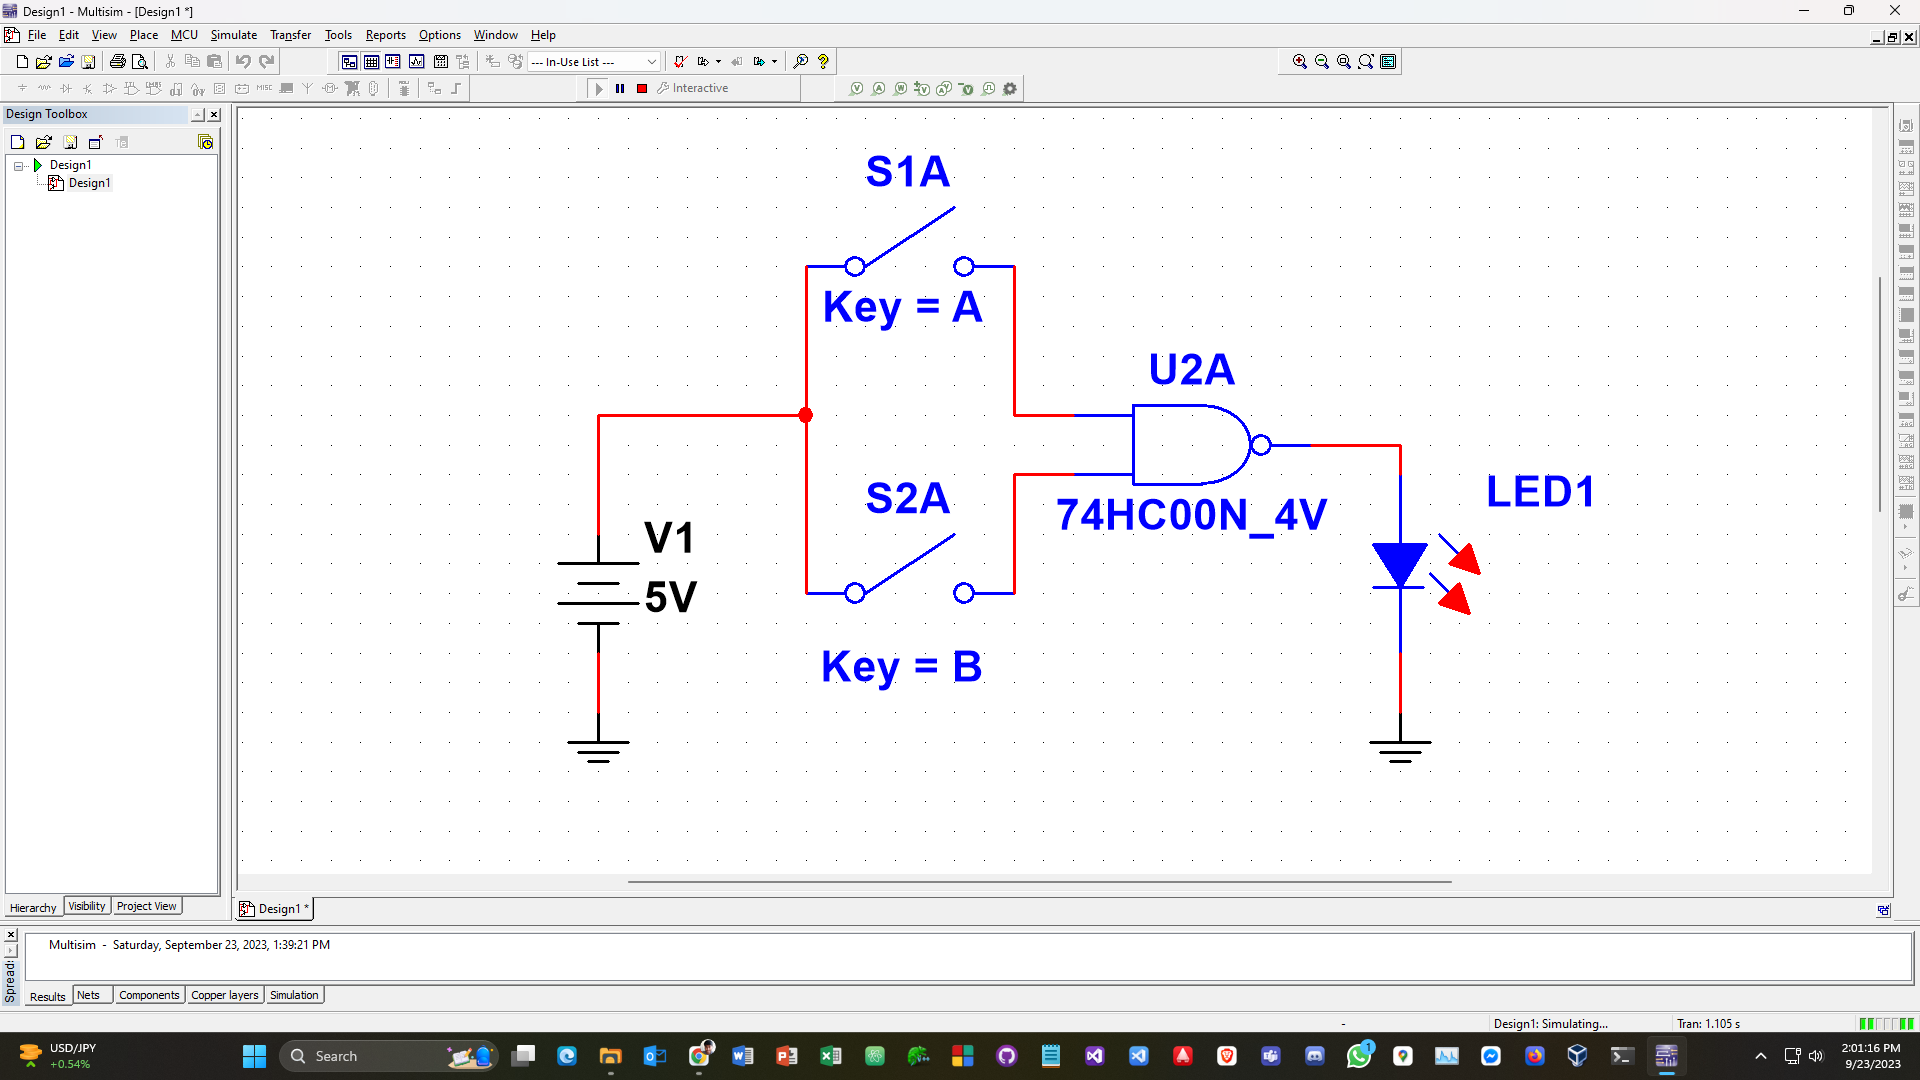 Design1 - Multisim - [Design1 *]
File Edit View Place MCU Simulate Transfer Tools Reports Options Window Help
--- In-Use List ---
Interactive
Design Toolbox
Design1
Design1
S1A
Key = A
U2A
74HC00N_4V
S2A
Key = B
V1
5V
LED1
Hierarchy Visibility Project View
Design1 *
Multisim - Saturday, September 23, 2023, 1:39:21 PM
Results Nets Components Copper layers Simulation
- Design1: Simulating... Tran: 1.105 s
USD/JPY
+0.54%
Search
1
2:01:16 PM
9/23/2023